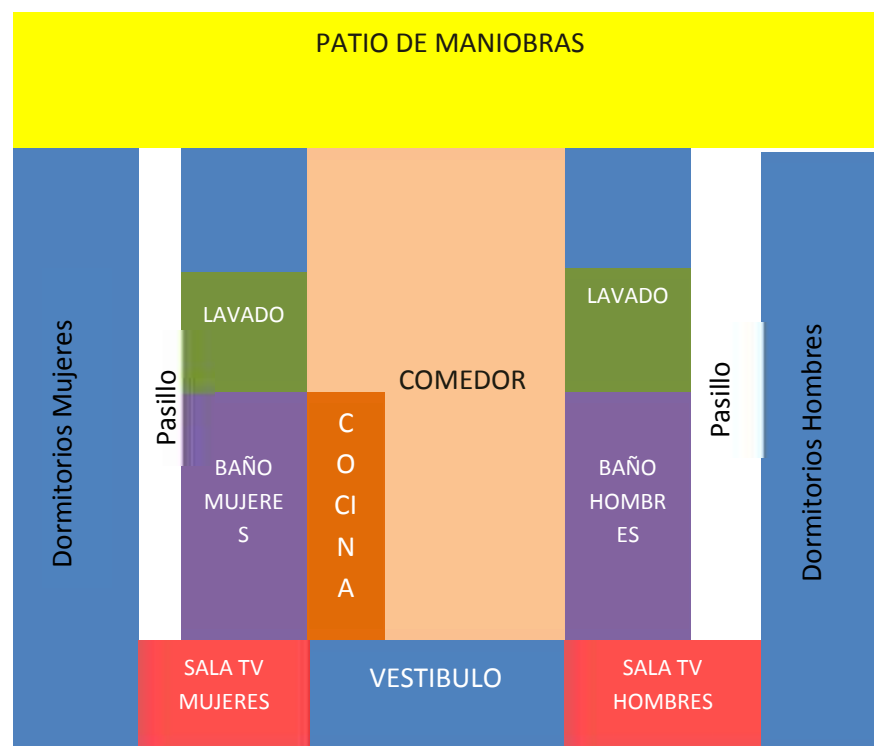 PATIO DE MANIOBRAS
LAVADO
LAVADO
Dormitorios Mujeres
Pasillo
COMEDOR
Pasillo
Dormitorios Hombres
C
O
CI
N
A
BAÑO
MUJERE
S
BAÑO
HOMBR
ES
SALA TV
MUJERES
VESTIBULO
SALA TV
HOMBRES